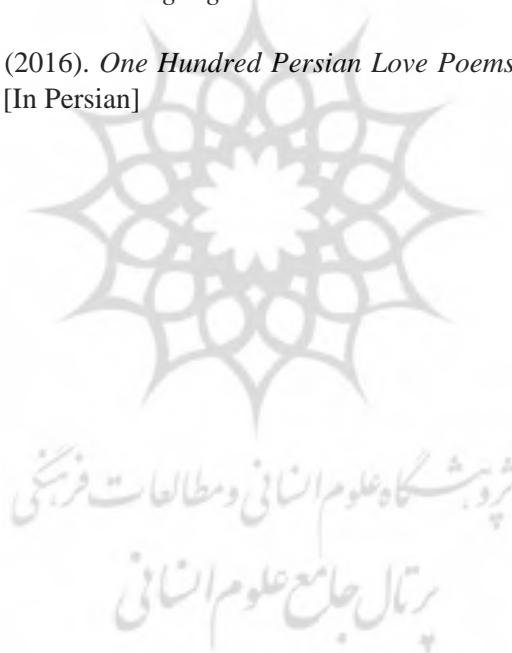 (2016). One Hundred Persian Love Poems
[In Persian]
پژوهشگاه علوم انسانی و مطالعات فرهنگی
پرتال جامع علوم انسانی